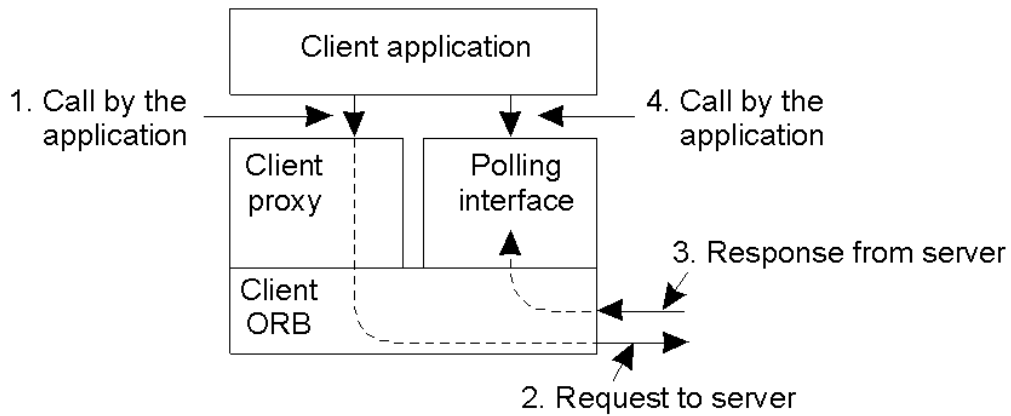 Client application
1. Call by the
application
4. Call by the
application
Client
proxy
Polling
interface
3. Response from server
Client
ORB
2. Request to server